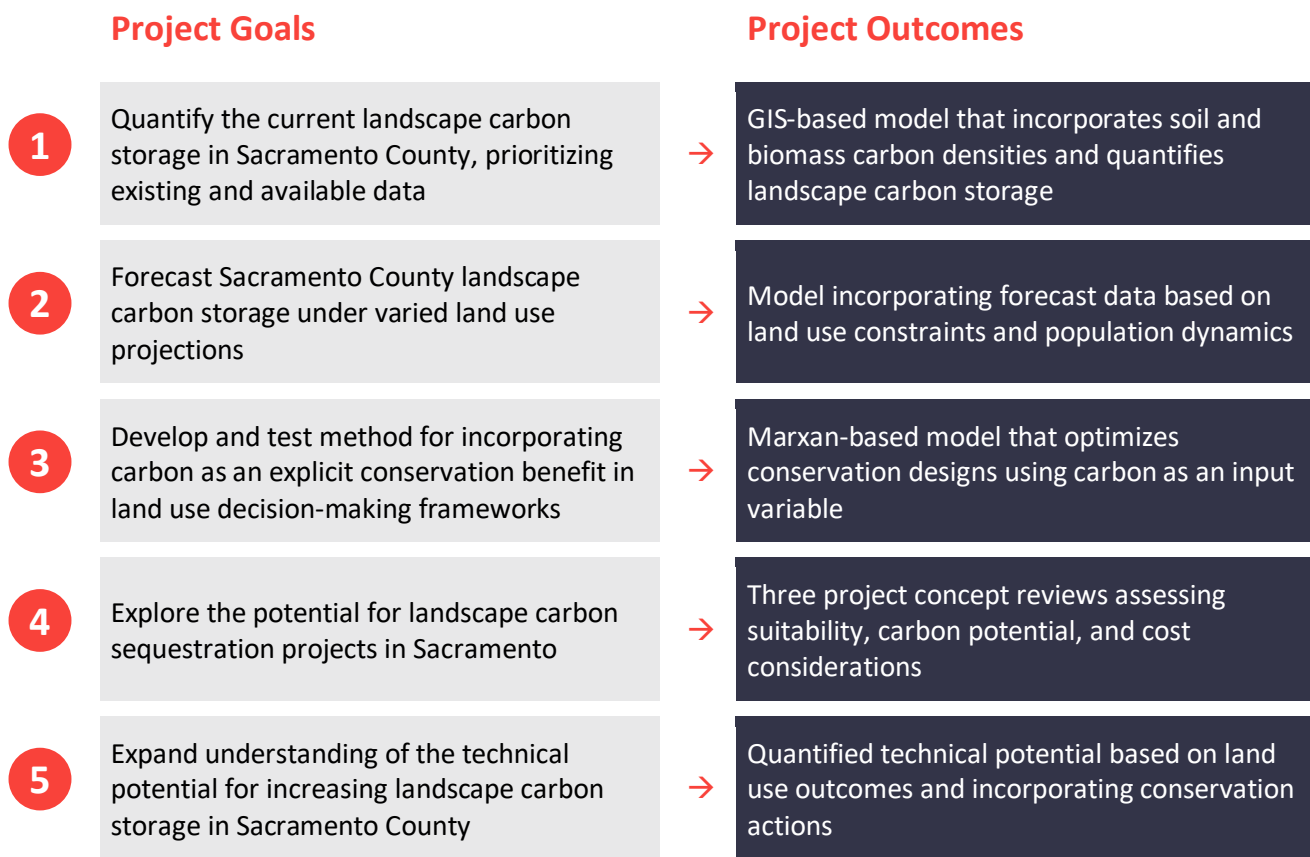 Project Goals
Project Outcomes
1
Quantify the current landscape carbon
storage in Sacramento County, prioritizing
existing and available data
→
GIS-based model that incorporates soil and
biomass carbon densities and quantifies
landscape carbon storage
2
Forecast Sacramento County landscape
carbon storage under varied land use
projections
→
Model incorporating forecast data based on
land use constraints and population dynamics
3
Develop and test method for incorporating
carbon as an explicit conservation benefit in
land use decision-making frameworks
→
Marxan-based model that optimizes
conservation designs using carbon as an input
variable
4
Explore the potential for landscape carbon
sequestration projects in Sacramento
→
Three project concept reviews assessing
suitability, carbon potential, and cost
considerations
5
Expand understanding of the technical
potential for increasing landscape carbon
storage in Sacramento County
→
Quantified technical potential based on land
use outcomes and incorporating conservation
actions